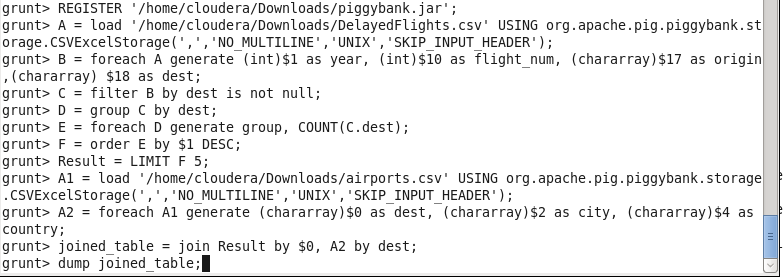 grunt> REGISTER '/home/cloudera/Downloads/piggybank.jar';
grunt> A = load '/home/cloudera/Downloads/DelayedFlights.csv' USING org.apache.pig.piggybank.st
orage.CSVExcelStorage(',','NO_MULTILINE','UNIX','SKIP_INPUT_HEADER');
grunt> B = foreach A generate (int)$1 as year, (int)$10 as flight_num, (chararray)$17 as origin
,(chararray) $18 as dest;
grunt> C = filter B by dest is not null;
grunt> D = group C by dest;
grunt> E = foreach D generate group, COUNT(C.dest);
grunt> F = order E by $1 DESC;
grunt> Result = LIMIT F 5;
grunt> A1 = load '/home/cloudera/Downloads/airports.csv' USING org.apache.pig.piggybank.storage
.CSVExcelStorage(',','NO_MULTILINE','UNIX','SKIP_INPUT_HEADER');
grunt> A2 = foreach A1 generate (chararray)$0 as dest, (chararray)$2 as city, (chararray)$4 as
country;
grunt> joined_table = join Result by $0, A2 by dest;
grunt> dump joined_table;